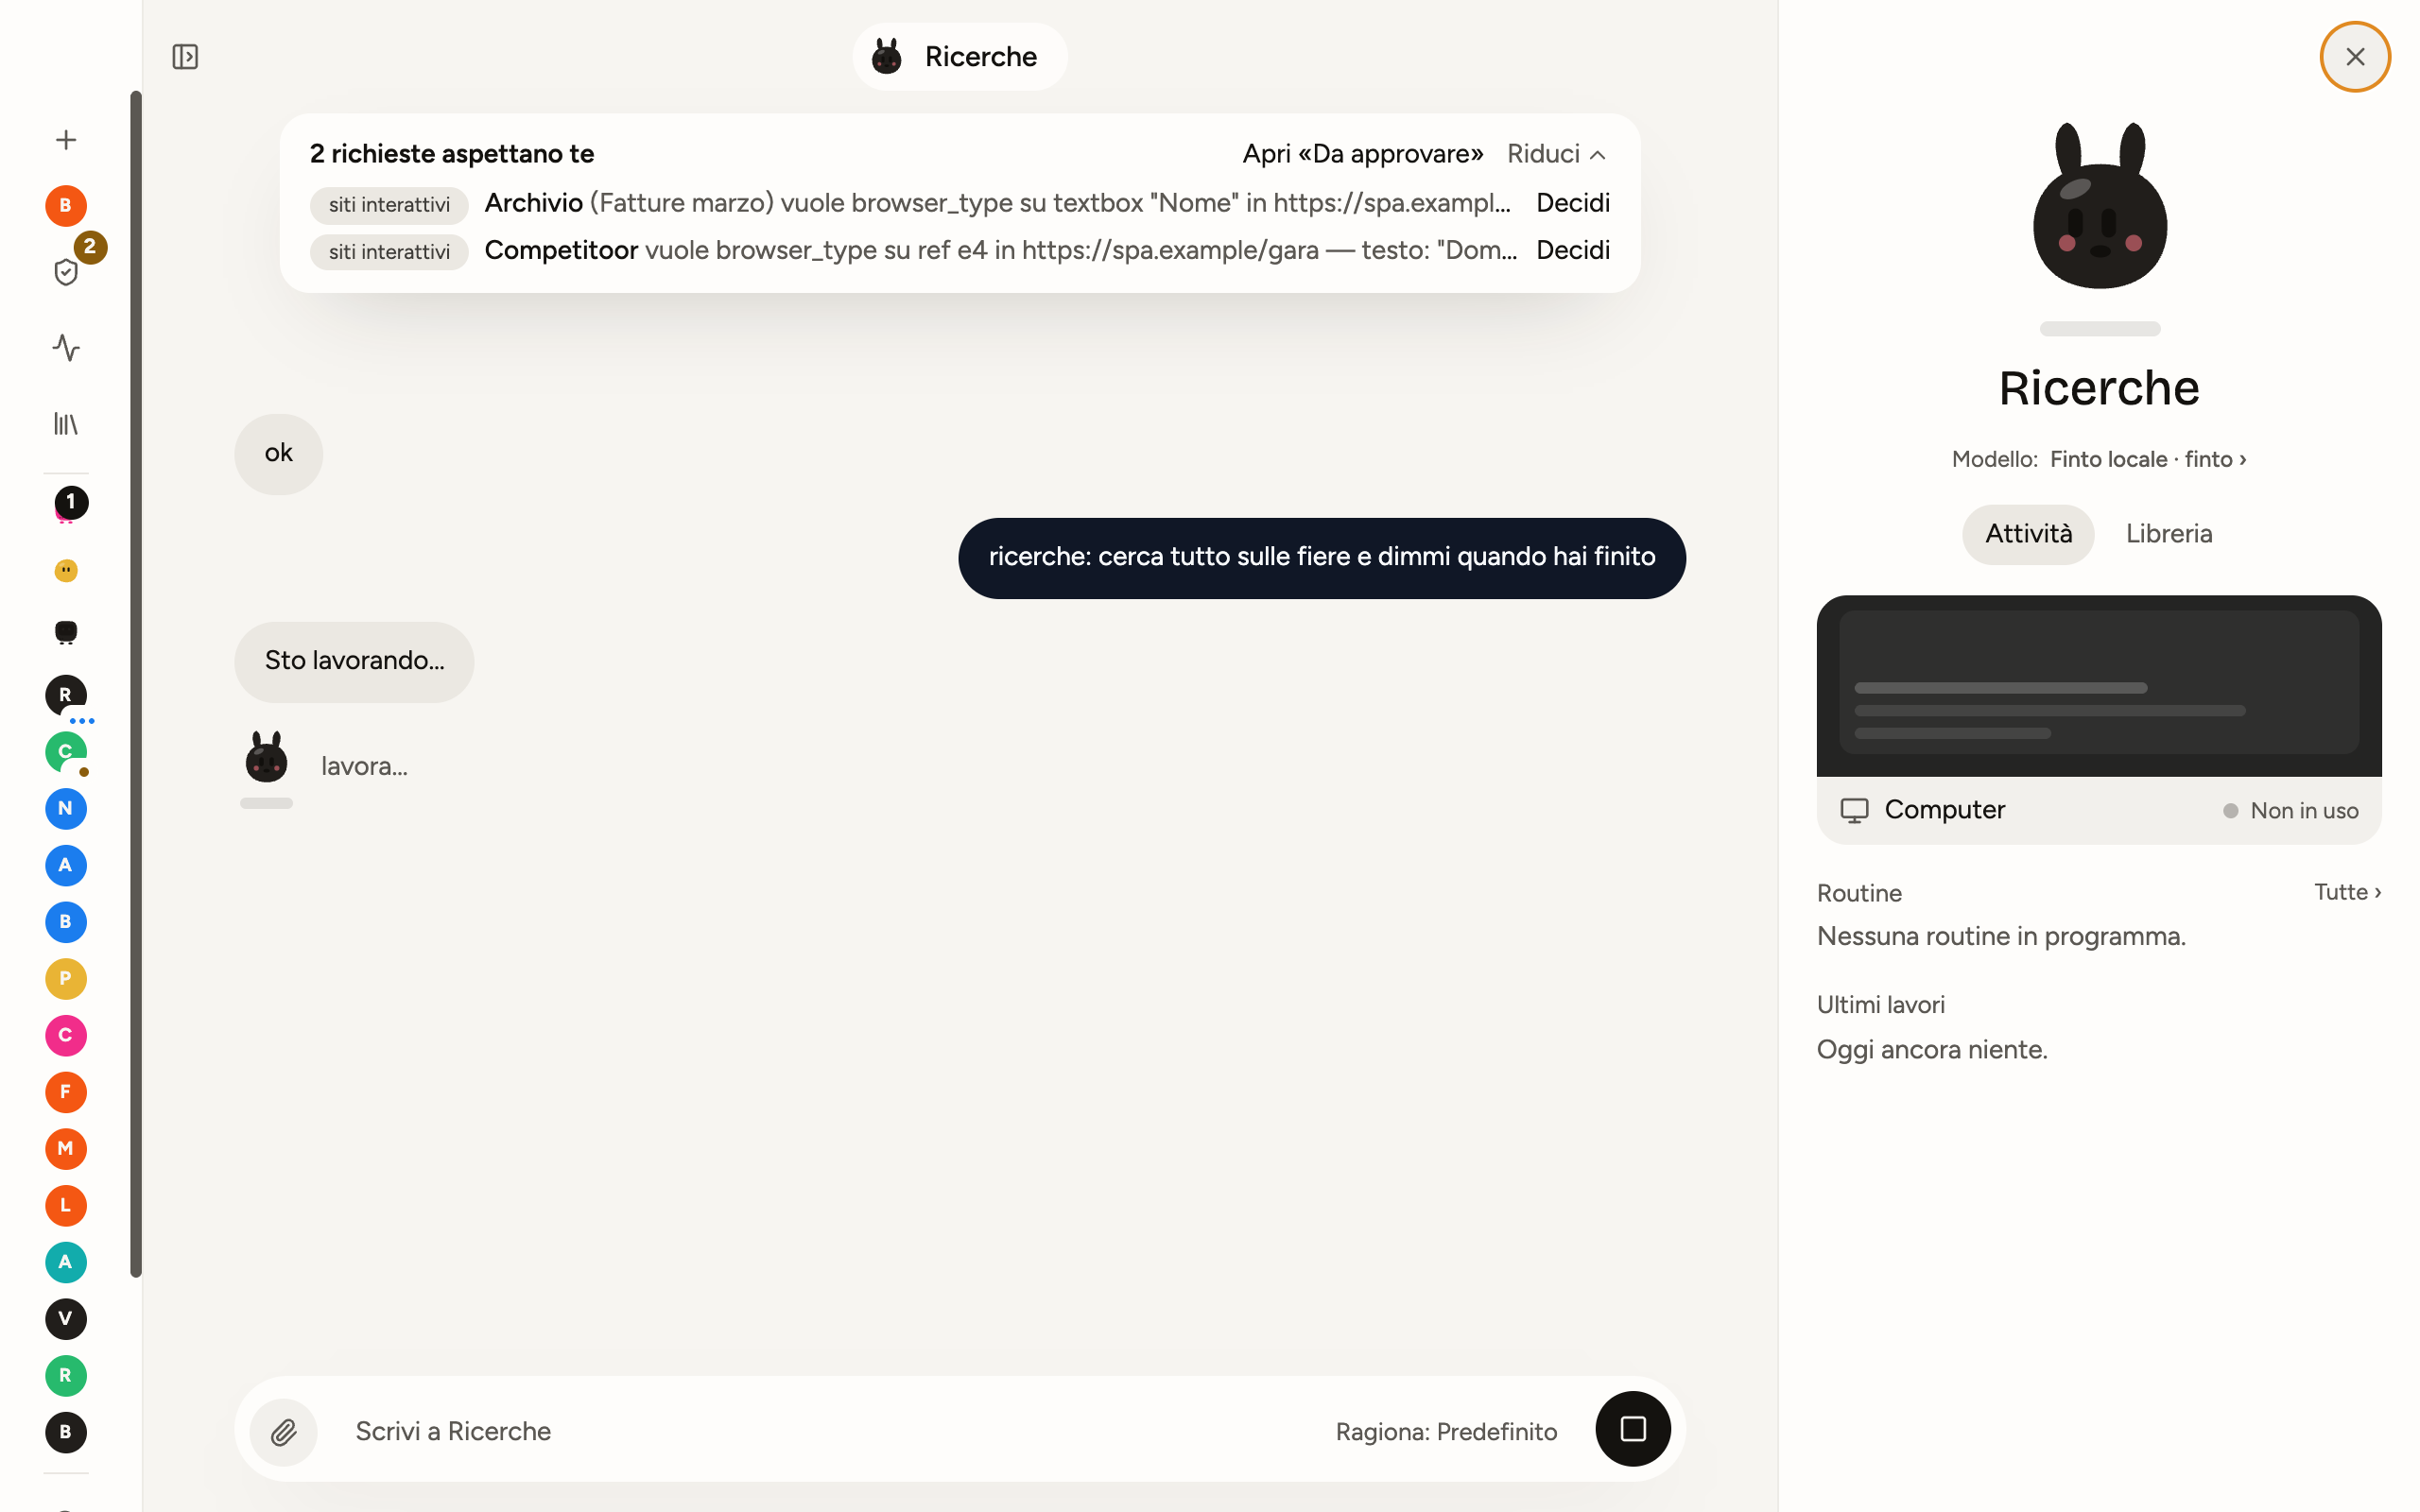 Ricerche
2 richieste aspettano te
Apri «Da approvare»
Riduci
siti interattivi
Archivio (Fatture marzo) vuole browser_type su textbox "Nome" in https://spa.exampl...
Decidi
siti interattivi
Competitoor vuole browser_type su ref e4 in https://spa.example/gara — testo: "Dom...
Decidi
ok
ricerche: cerca tutto sulle fiere e dimmi quando hai finito
Sto lavorando...
lavora...
Scrivi a Ricerche
Ragiona: Predefinito
B
2
1
R
C
N
A
B
P
C
F
M
L
A
V
R
B
Ricerche
Modello: Finto locale · finto ›
Attività
Libreria
Computer
Non in uso
Routine
Tutte ›
Nessuna routine in programma.
Ultimi lavori
Oggi ancora niente.